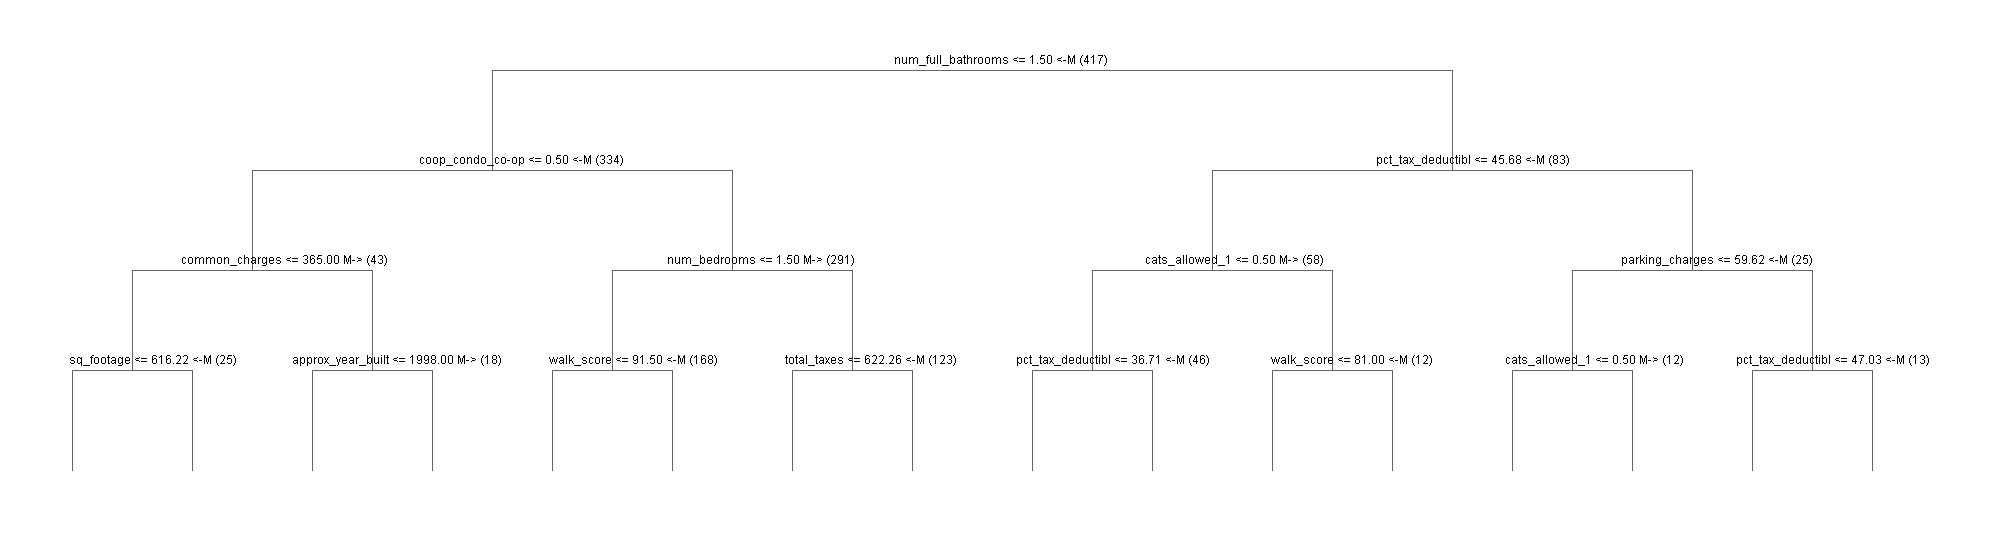 num_full_bathrooms <= 1.50 <-M (417)
coop_condo_co-op <= 0.50 <-M (334)
pct_tax_deductibl <= 45.68 <-M (83)
common_charges <= 365.00 M-> (43)
num_bedrooms <= 1.50 M-> (291)
cats_allowed_1 <= 0.50 M-> (58)
parking_charges <= 59.62 <-M (25)
sq_footage <= 616.22 <-M (25)
approx_year_built <= 1998.00 M-> (18)
walk_score <= 91.50 <-M (168)
total_taxes <= 622.26 <-M (123)
pct_tax_deductibl <= 36.71 <-M (46)
walk_score <= 81.00 <-M (12)
cats_allowed_1 <= 0.50 M-> (12)
pct_tax_deductibl <= 47.03 <-M (13)